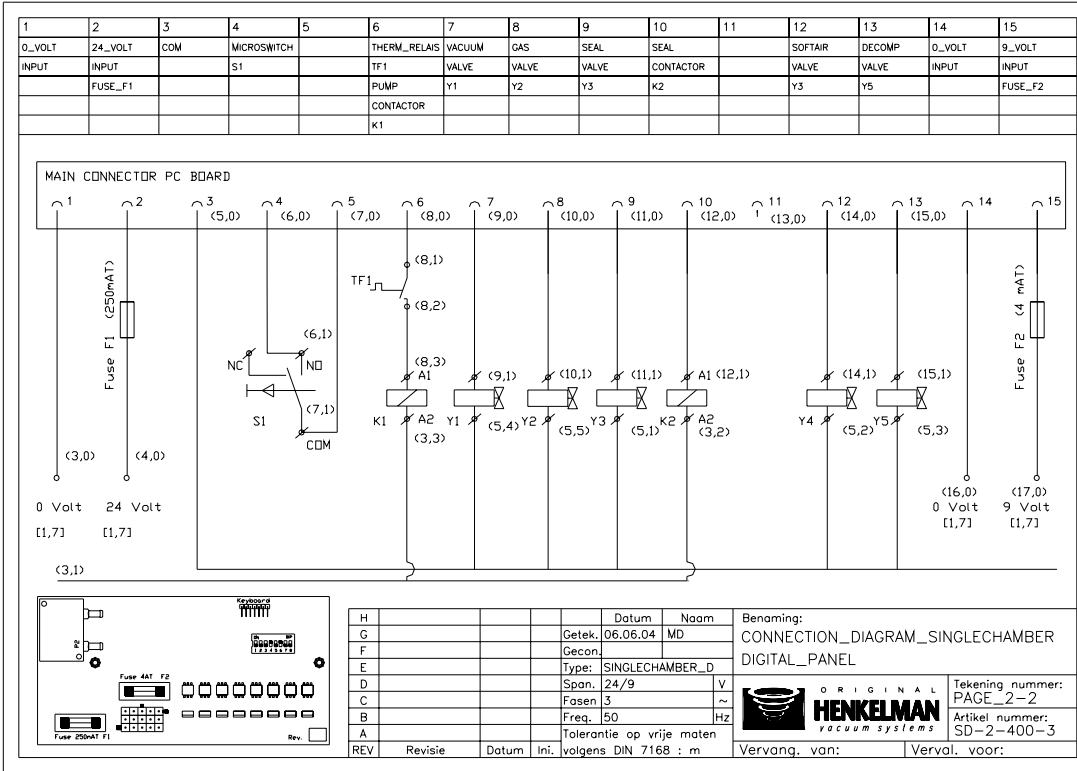 1 2 3 4 5 6 7 8 9 10 11 12 13 14 15
0_VOLT 24_VOLT COM MICROSWITCH THERM_RELAIS VACUUM GAS SEAL SEAL SOFTAIR DECOMP 0_VOLT 9_VOLT
INPUT INPUT S1 TF1 VALVE VALVE VALVE CONTACTOR VALVE VALVE INPUT INPUT
FUSE_F1 PUMP Y1 Y2 Y3 K2 Y3 Y5 FUSE_F2
CONTACTOR
K1
MAIN CONNECTOR PC BOARD
1 2 3 4 5 6 7 8 9 10 11 12 13 14 15
(5,0) (6,0) (7,0) (8,0) (9,0) (10,0) (11,0) (12,0) (13,0) (14,0) (15,0)
Fuse F1 (250mAT)
TF1
(8,1)
(8,2)
Fuse F2 (4 mAT)
(6,1)
NC NO
(8,3)
A1 (9,1) (10,1) (11,1) A1 (12,1) (14,1) (15,1)
S1 (7,1)
K1 A2 Y1 (5,4) Y2 (5,5) Y3 (5,1) K2 A2 Y4 (5,2) Y5 (5,3)
(3,3) (3,2)
COM
(3,0) (4,0)
(16,0) (17,0)
0 Volt 24 Volt 0 Volt 9 Volt
[1,7] [1,7] [1,7] [1,7]
(3,1)
Keyboard
F2
ON DP
1 2 3 4 5 6 7 8
Fuse 4AT F2
Fuse 250mAT F1
Rev.
H Datum Naam
G Getek. 06.06.04 MD
F Gecon.
E Type: SINGLECHAMBER_D
D Span. 24/9 V
C Fasen 3 ~
B Freq. 50 Hz
A Tolerantie op vrije maten
REV Revisie Datum Ini. volgens DIN 7168 : m
Benaming:
CONNECTION_DIAGRAM_SINGLECHAMBER
DIGITAL_PANEL
ORIGINAL
HENKELMAN
vacuum systems
Tekening nummer:
PAGE_2-2
Artikel nummer:
SD-2-400-3
Vervang. van: Verval. voor: